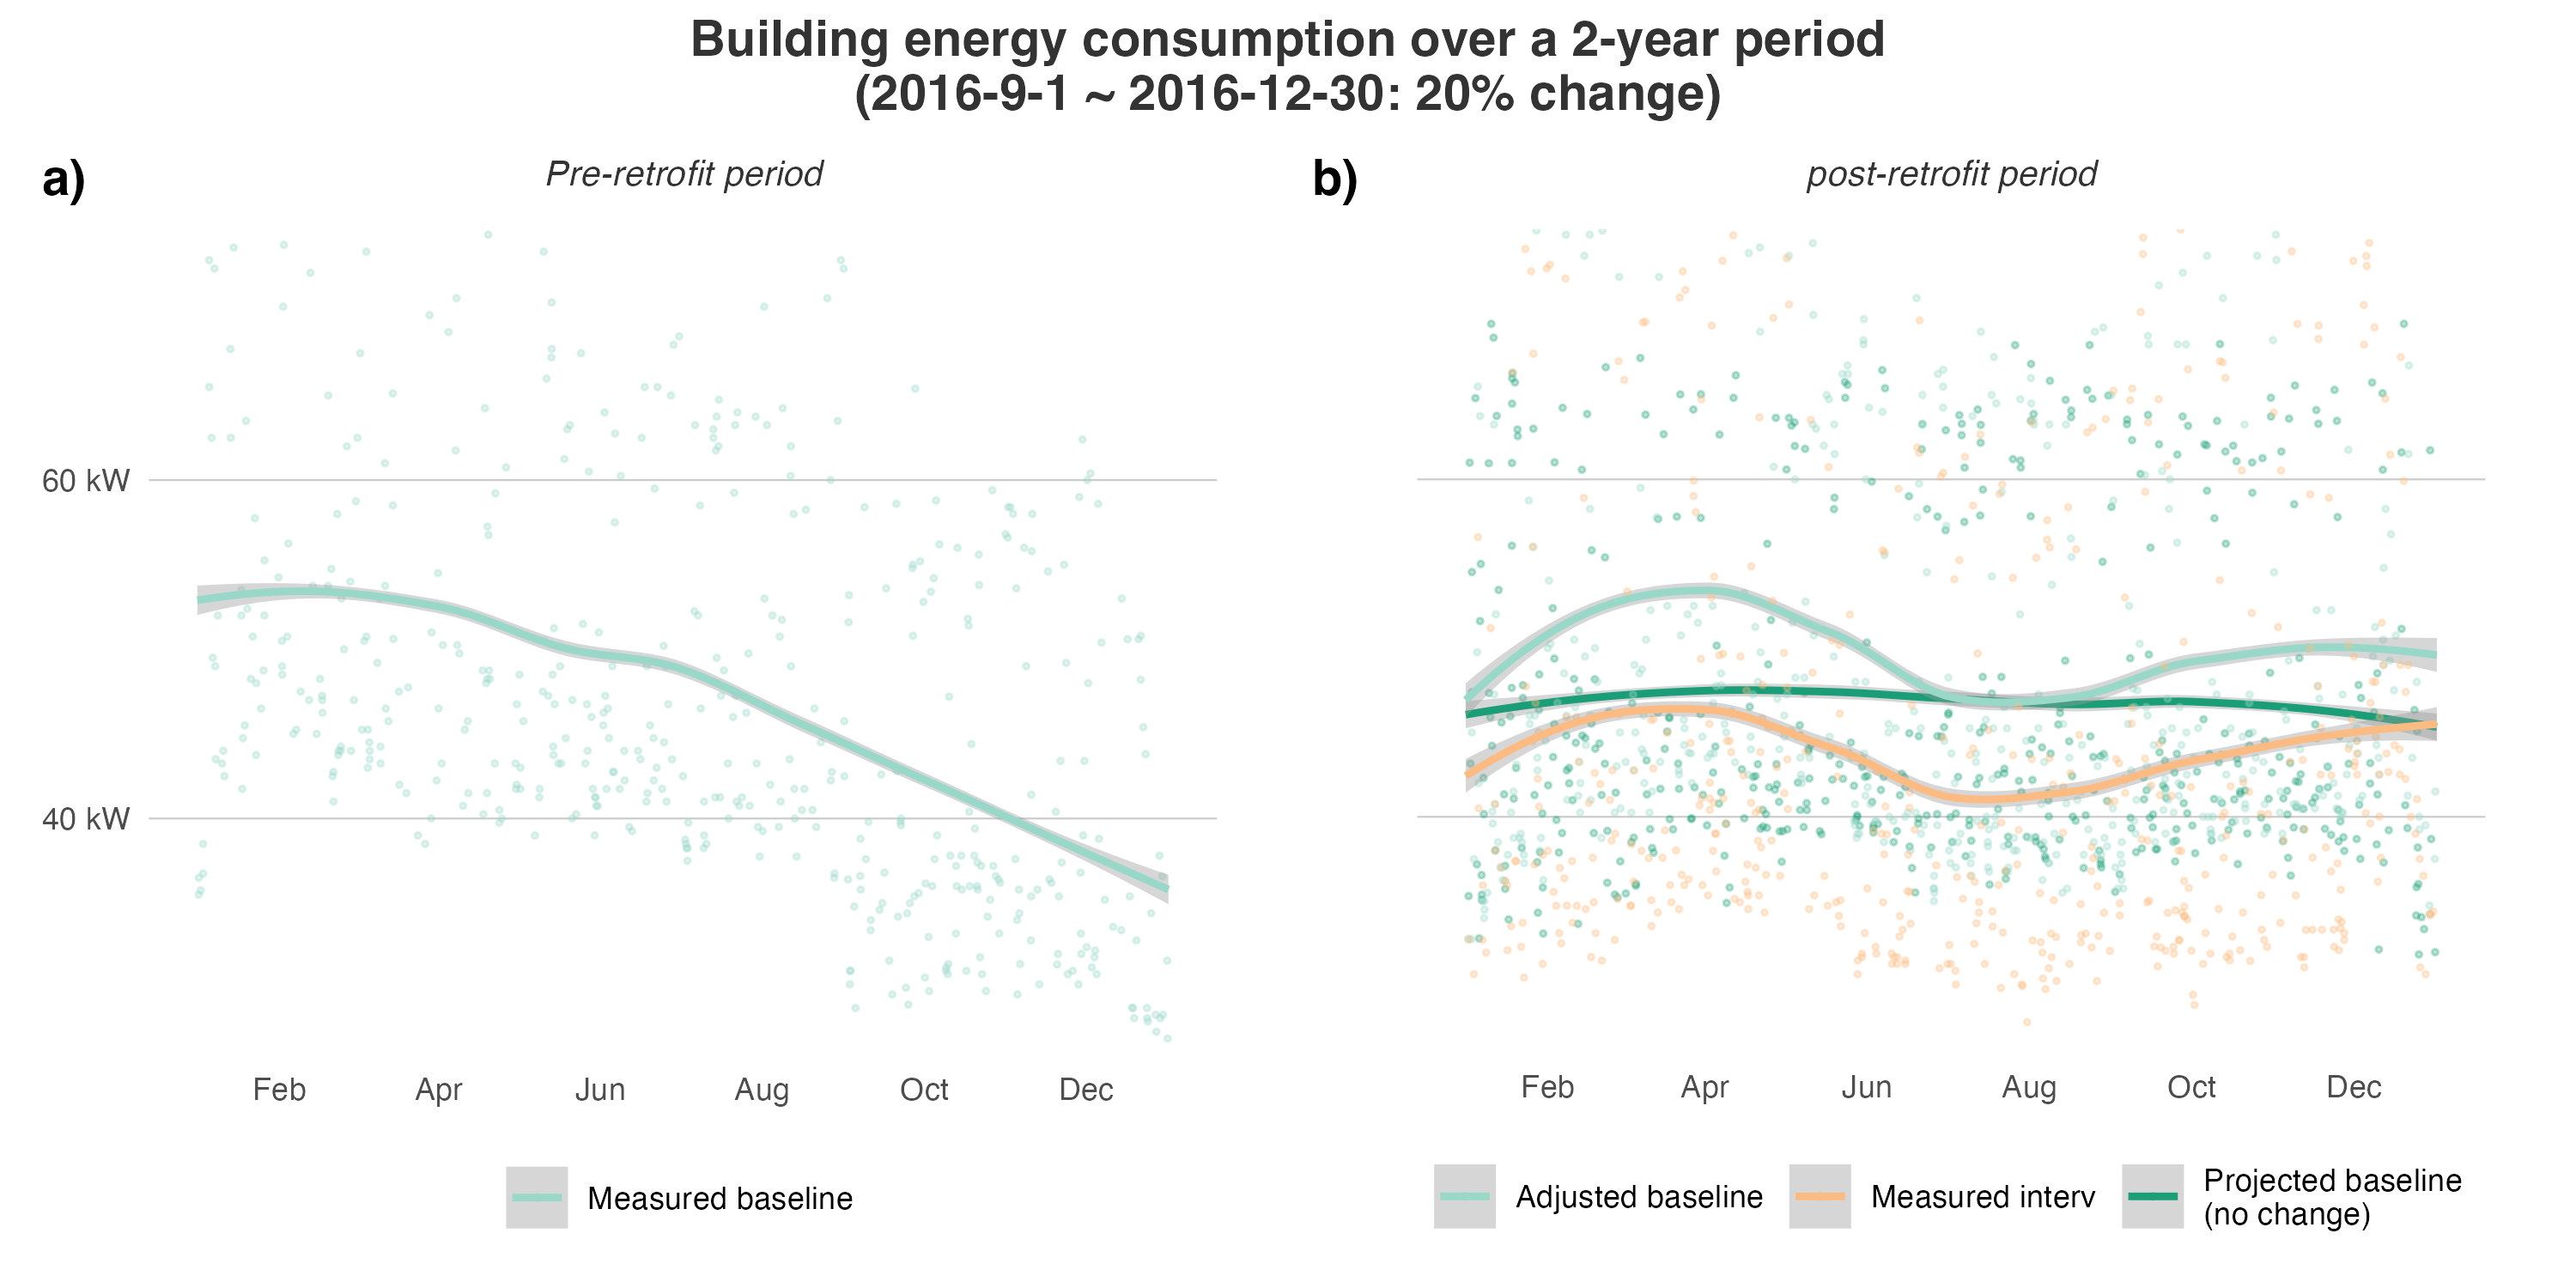 Building energy consumption over a 2-year period
(2016-9-1 ~ 2016-12-30: 20% change)
a)
Pre-retrofit period
60 kW
40 kW
Feb Apr Jun Aug Oct Dec
Measured baseline
b)
post-retrofit period
Feb Apr Jun Aug Oct Dec
Adjusted baseline
Measured interv
Projected baseline
(no change)